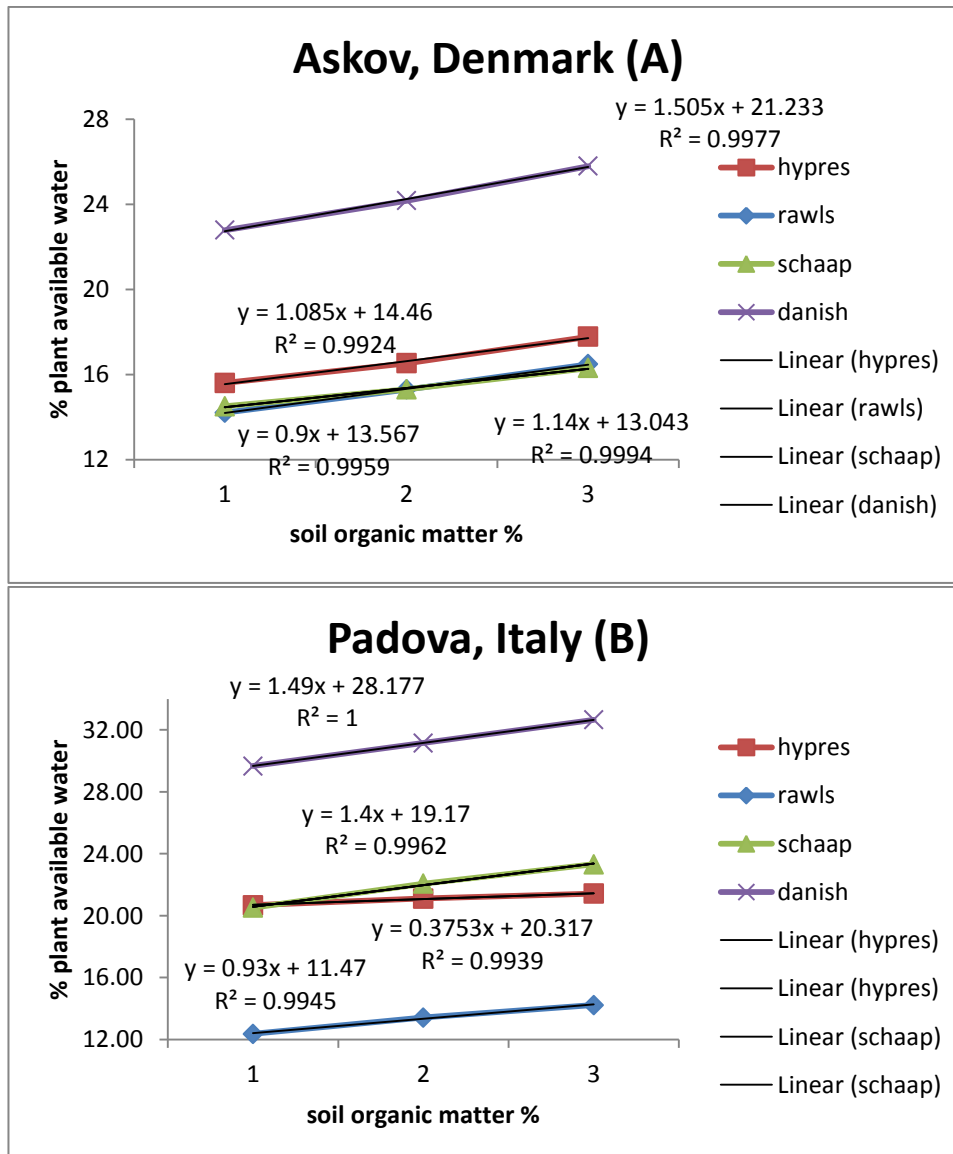 Askov, Denmark (A)
y = 1.505x + 21.233
R² = 0.9977
28
24
20
16
12
% plant available water
y = 1.085x + 14.46
R² = 0.9924
y = 0.9x + 13.567
R² = 0.9959
y = 1.14x + 13.043
R² = 0.9994
1 2 3
soil organic matter %
hypres
rawls
schaap
danish
Linear (hypres)
Linear (rawls)
Linear (schaap)
Linear (danish)
Padova, Italy (B)
y = 1.49x + 28.177
R² = 1
32.00
28.00
24.00
20.00
16.00
12.00
% plant available water
y = 1.4x + 19.17
R² = 0.9962
y = 0.3753x + 20.317
R² = 0.9939
y = 0.93x + 11.47
R² = 0.9945
1 2 3
soil organic matter %
hypres
rawls
schaap
danish
Linear (hypres)
Linear (hypres)
Linear (schaap)
Linear (schaap)